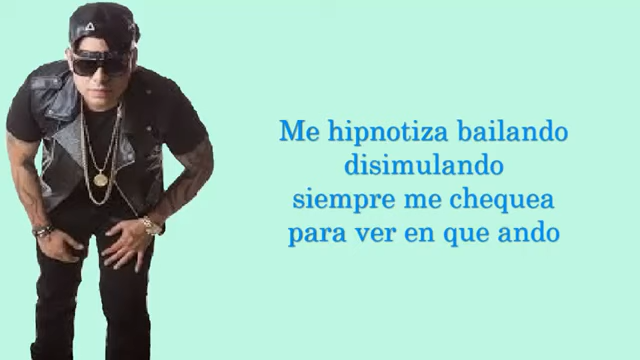 Me hipnotiza bailando
disimulando
siempre me chequea
para ver en que ando